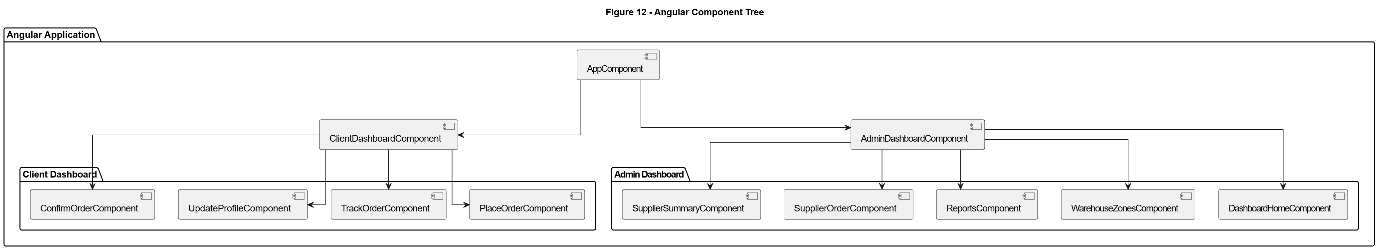 Figure 12 - Angular Component Tree
Angular Application
AppComponent
ClientDashboardComponent
AdminDashboardComponent
Client Dashboard
Admin Dashboard
ConfirmOrderComponent
UpdateProfileComponent
TrackOrderComponent
PlaceOrderComponent
SupplierSummaryComponent
SupplierOrderComponent
ReportsComponent
WarehouseZonesComponent
DashboardHomeComponent